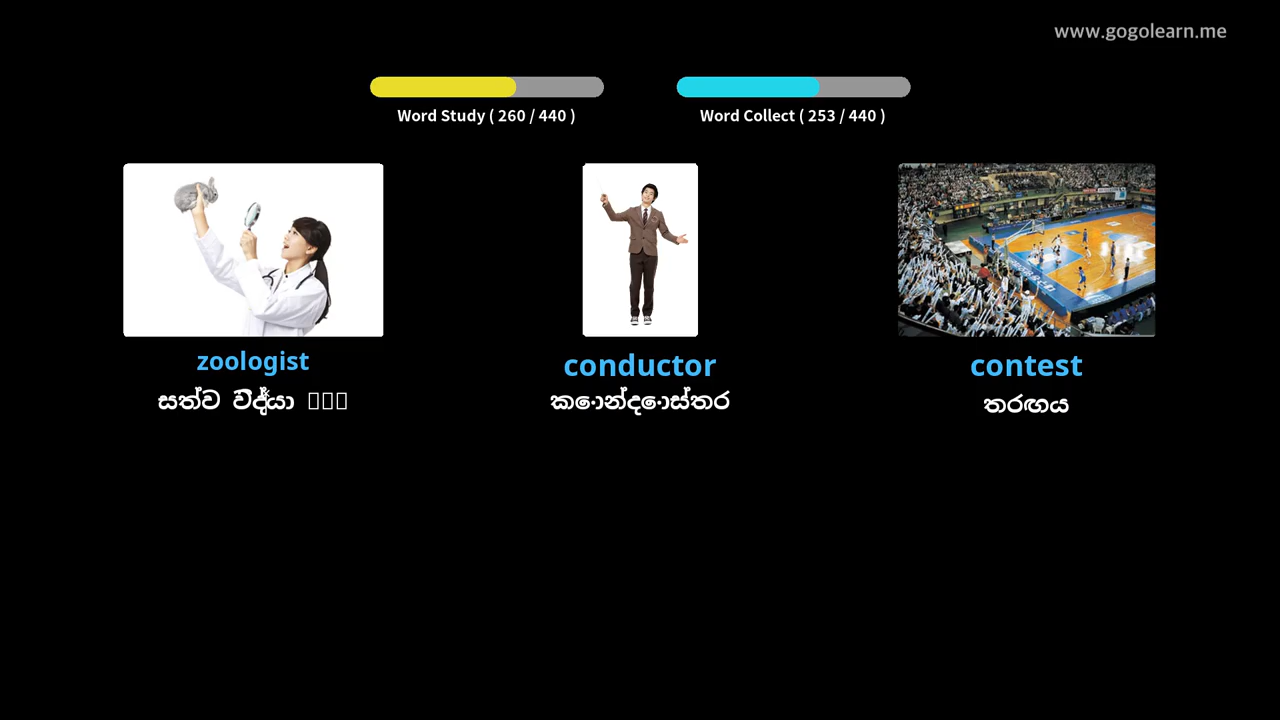 www.gogolearn.me
Word Study ( 260 / 440 )
Word Collect ( 253 / 440 )
zoologist
conductor
contest
සත්ව විද්‍යා
කොන්දොස්තර
තරඟය